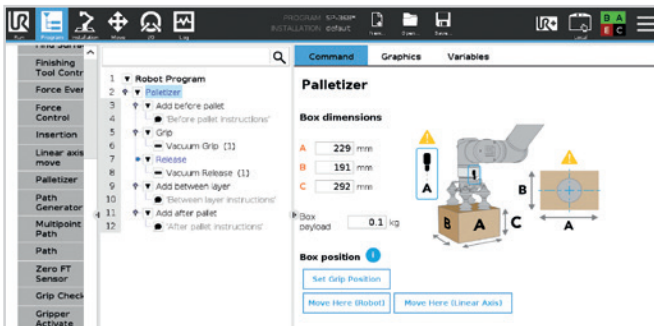 PROGRAM SP-368P*
INSTALLATION default
Run Program Installation Move I/O Log
New... Open... Save...
Local
Finishing
Tool Contr
Force Ever
Force
Control
Insertion
Linear axis
move
Palletizer
Path
Generator
Multipoint
Path
Path
Zero FT
Sensor
Grip Check
Gripper
Activate
1 Robot Program
2 Palletizer
3 Add before pallet
4 'Before pallet instructions'
5 Grip
6 Vacuum Grip [1]
7 Release
8 Vacuum Release [1]
9 Add between layer
10 'Between layer instructions'
11 Add after pallet
12 'After pallet instructions'
Command Graphics Variables
Palletizer
Box dimensions
A 229 mm
B 191 mm
C 292 mm
Box
payload 0.1 kg
A
1
B A C
B
A
Box position i
Set Grip Position
Move Here (Robot) Move Here (Linear Axis)